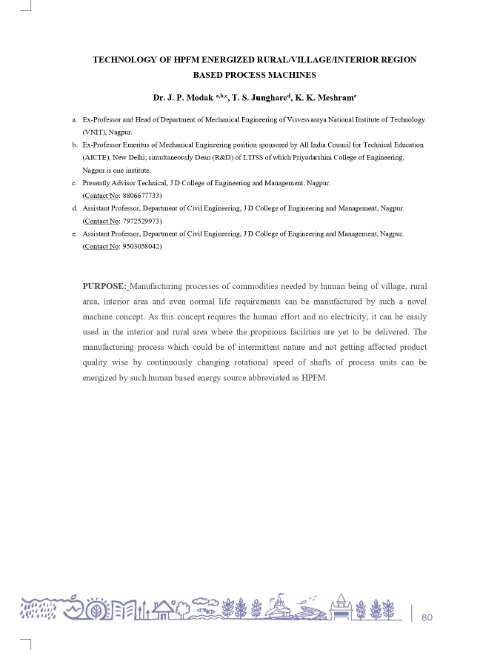 TECHNOLOGY OF HPFM ENERGIZED RURAL/VILLAGE/INTERIOR REGION
BASED PROCESS MACHINES
Dr. J. P. Modak a,b,c, T. S. Junghare d, K. K. Meshram e
a. Ex-Professor and Head of Department of Mechanical Engineering of Visvesvaraya National Institute of Technology
(VNIT), Nagpur.
b. Ex-Professor Emeritus of Mechanical Engineering position sponsored by All India Council for Technical Education
(AICTE), New Delhi; simultaneously Dean (R&D) of LTJSS of which Priyadarshini College of Engineering,
Nagpur is one institute.
c. Presently Advisor Technical, J D College of Engineering and Management, Nagpur.
(Contact No: 8806677733)
d. Assistant Professor, Department of Civil Engineering, J D College of Engineering and Management, Nagpur.
(Contact No: 7972529973)
e. Assistant Professor, Department of Civil Engineering, J D College of Engineering and Management, Nagpur.
(Contact No: 9503058042)
PURPOSE: Manufacturing processes of commodities needed by human being of village, rural
area, interior area and even normal life requirements can be manufactured by such a novel
machine concept. As this concept requires the human effort and no electricity, it can be easily
used in the interior and rural area where the propitious facilities are yet to be delivered. The
manufacturing process which could be of intermittent nature and not getting affected product
quality wise by continuously changing rotational speed of shafts of process units can be
energized by such human based energy source abbreviated as HPFM.
80